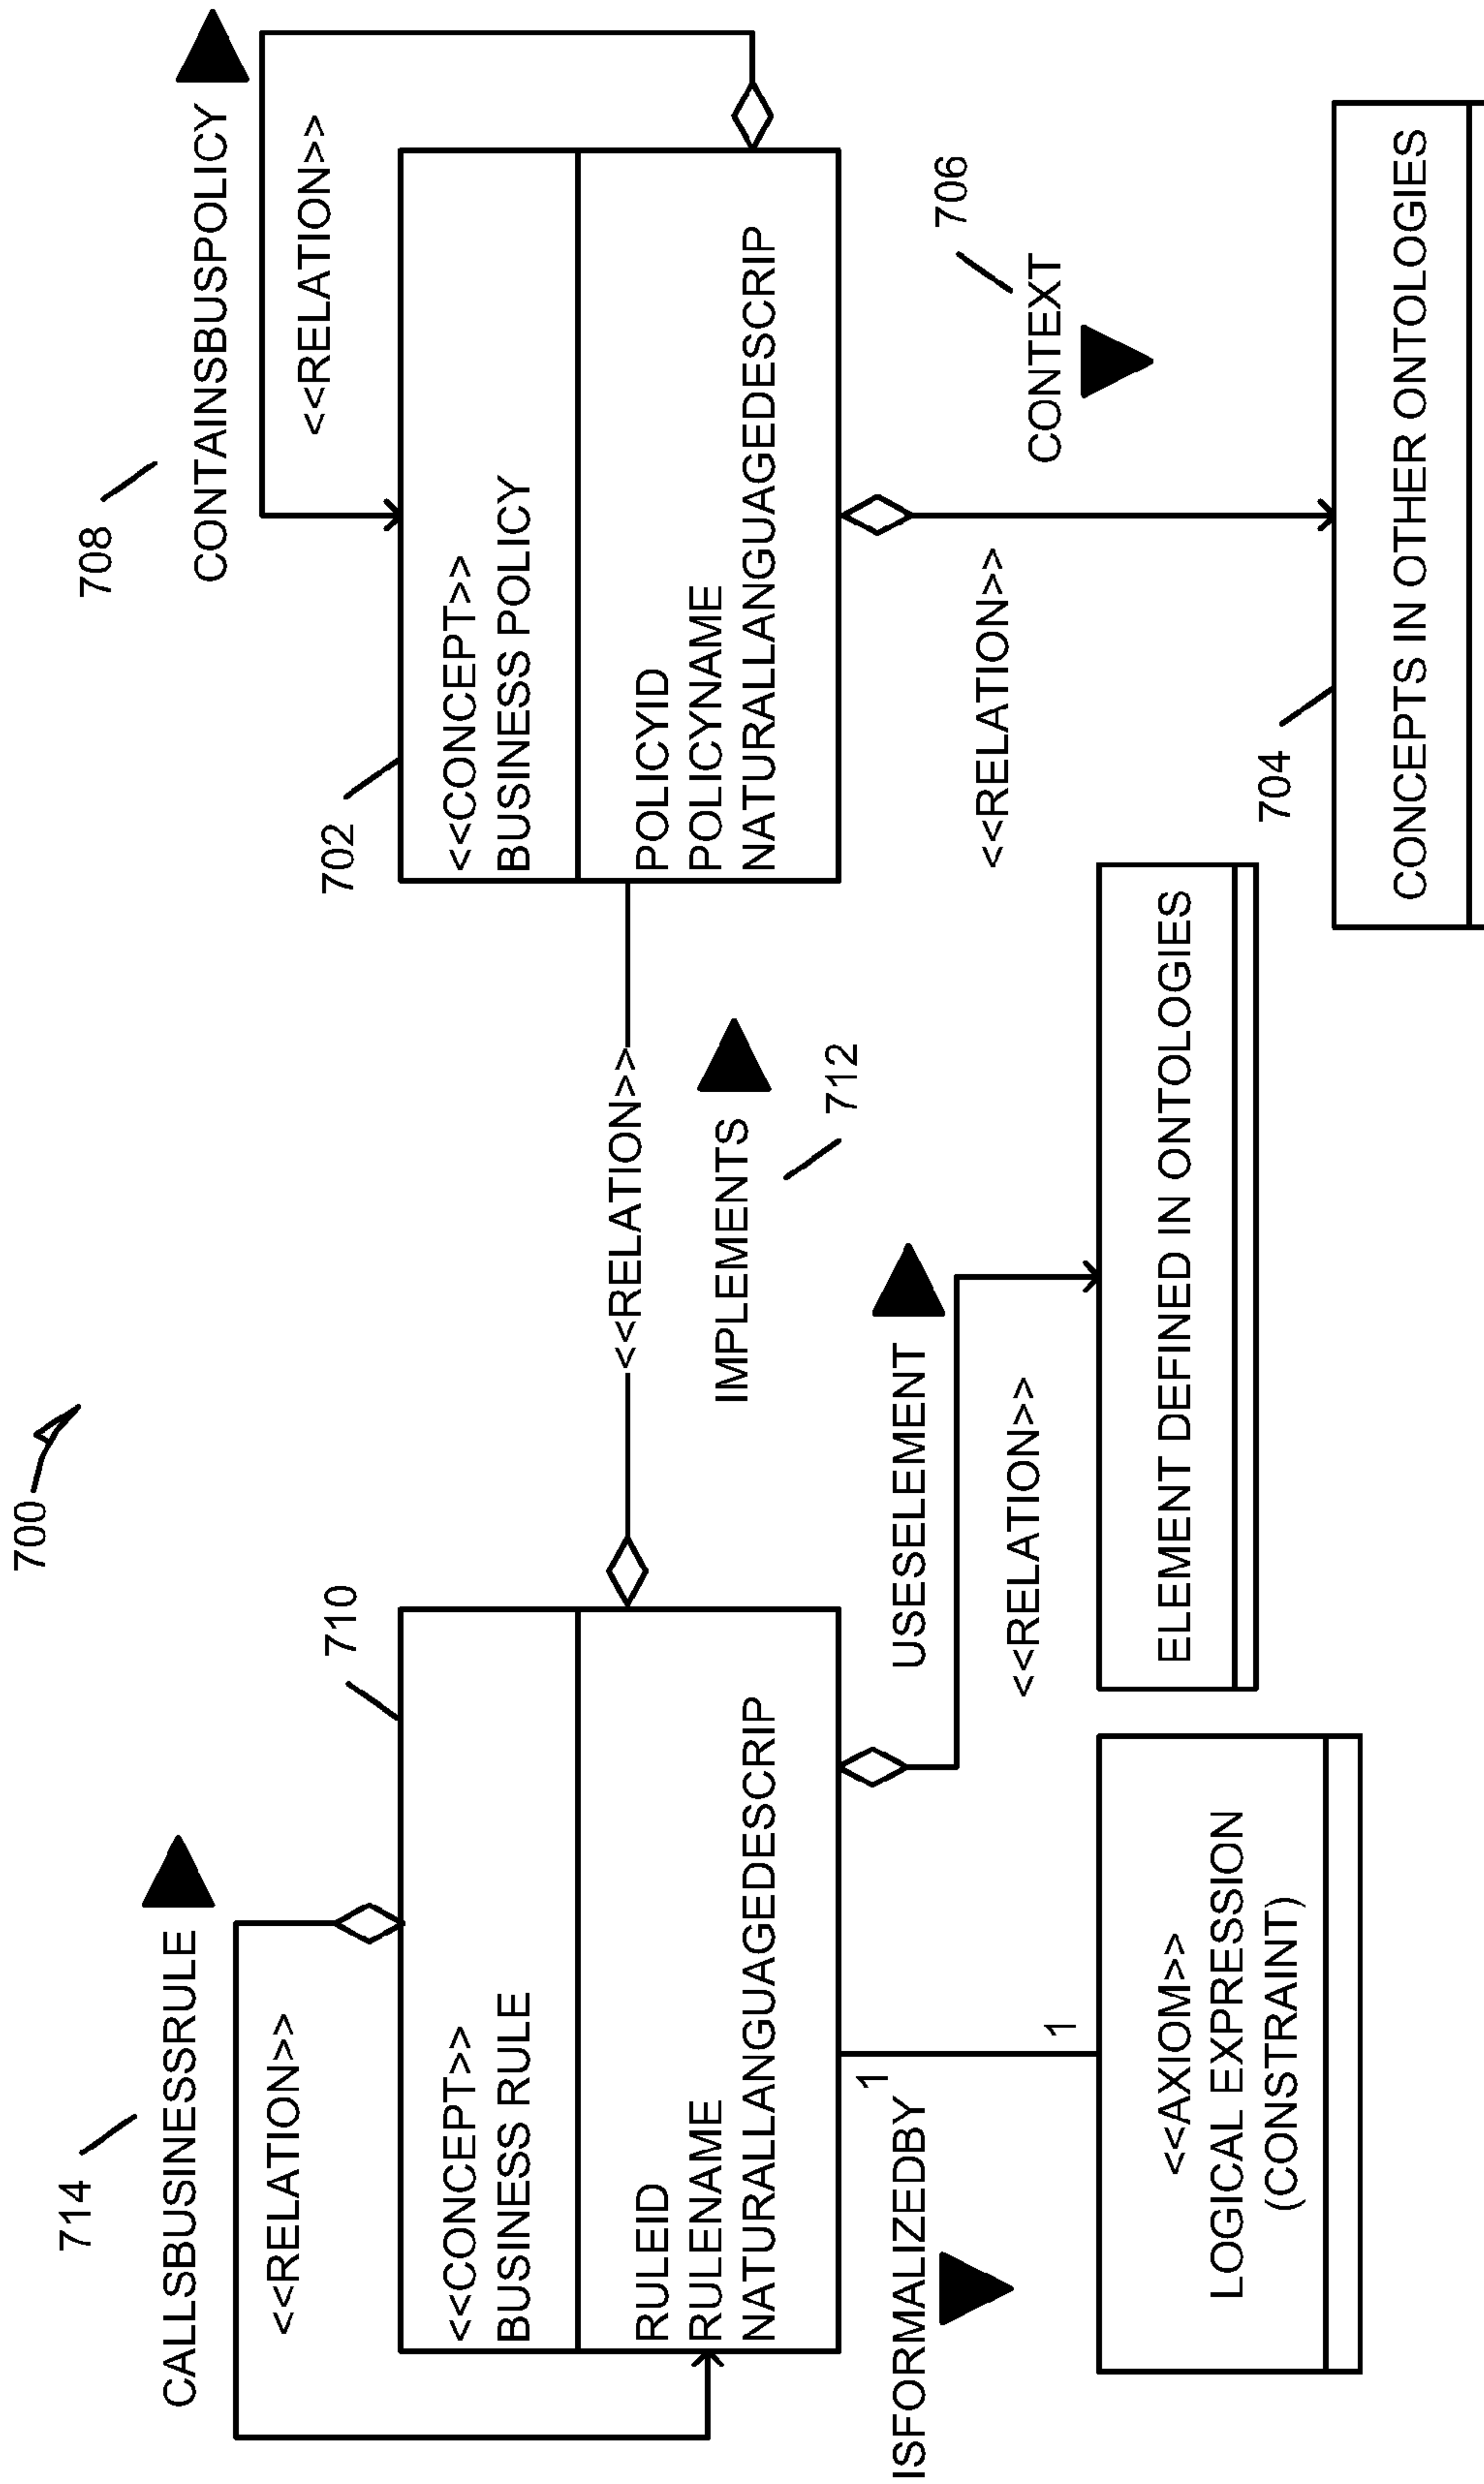 700
714
CALLSBUSINESSRULE
<<RELATION>>
710
<<CONCEPT>>
BUSINESS RULE
RULEID
RULENAME
NATURALLANGUAGEDESCRIP
<<RELATION>>
IMPLEMENTS
712
708
CONTAINSBUSPOLICY
<<RELATION>>
702
<<CONCEPT>>
BUSINESS POLICY
POLICYID
POLICYNAME
NATURALLANGUAGEDESCRIP
ISFORMALIZEDBY
1
1
<<AXIOM>>
LOGICAL EXPRESSION
(CONSTRAINT)
USESELEMENT
<<RELATION>>
ELEMENT DEFINED IN ONTOLOGIES
<<RELATION>>
CONTEXT
706
704
CONCEPTS IN OTHER ONTOLOGIES